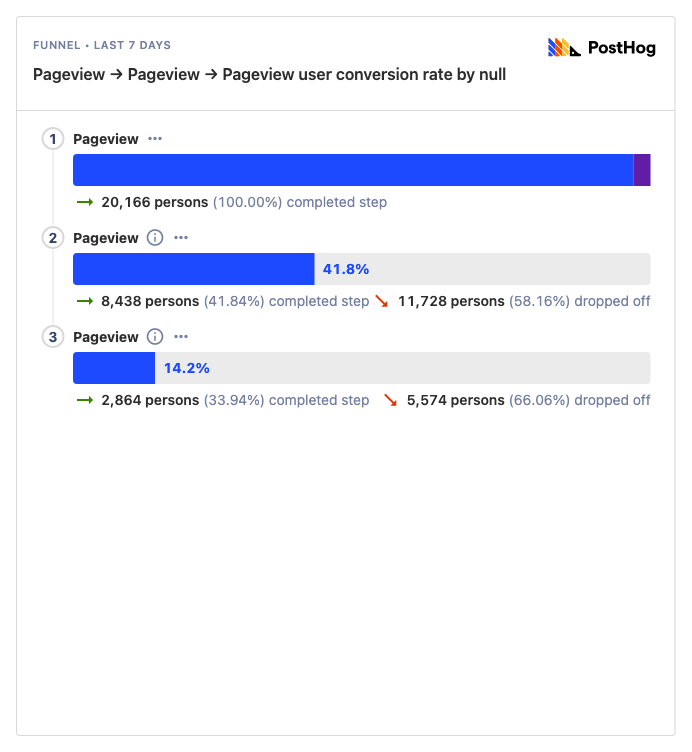 FUNNEL • LAST 7 DAYS
PostHog
Pageview → Pageview → Pageview user conversion rate by null
1 Pageview •••
→ 20,166 persons (100.00%) completed step
2 Pageview ⓘ •••
41.8%
→ 8,438 persons (41.84%) completed step ↘ 11,728 persons (58.16%) dropped off
3 Pageview ⓘ •••
14.2%
→ 2,864 persons (33.94%) completed step ↘ 5,574 persons (66.06%) dropped off